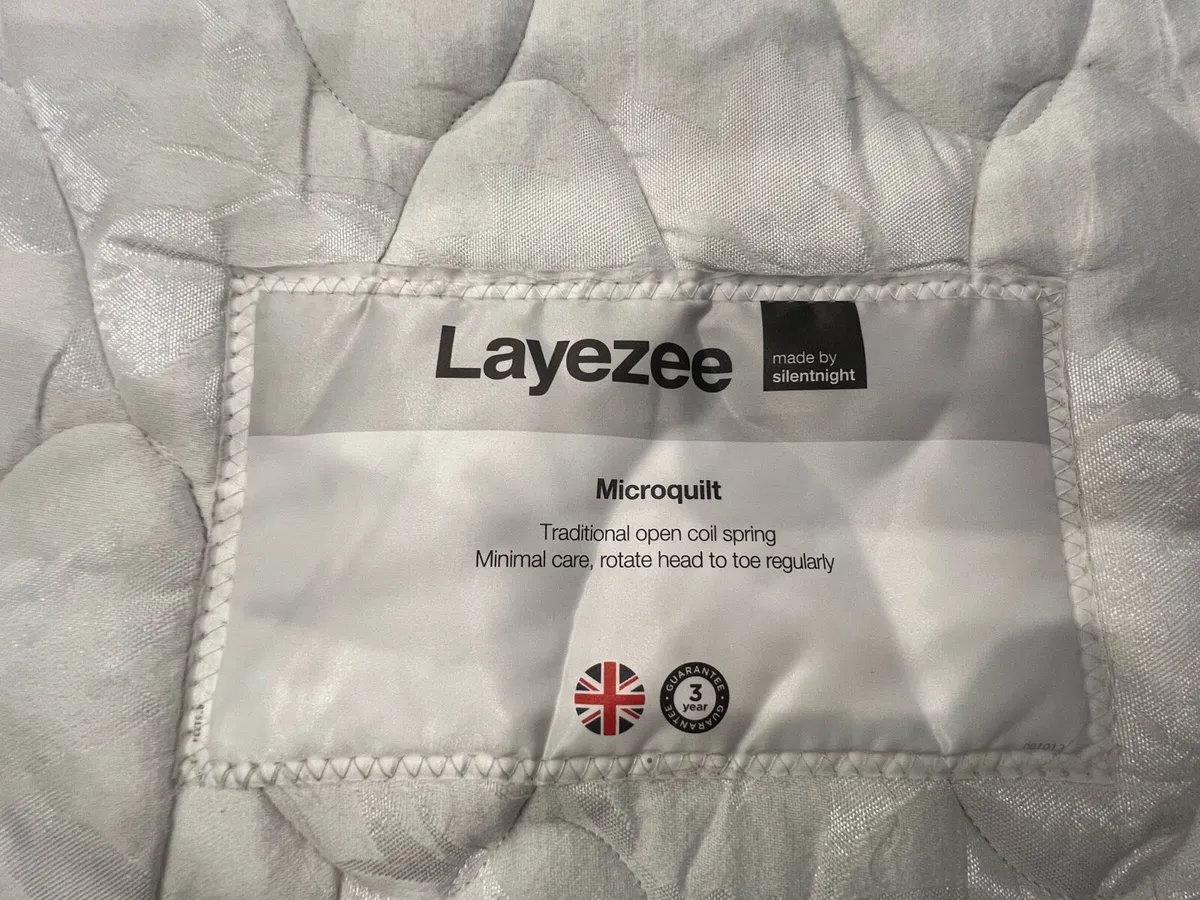 Layezee
made by
silentnight
Microquilt
Traditional open coil spring
Minimal care, rotate head to toe regularly
GUARANTEE
3
year
GUARANTEE